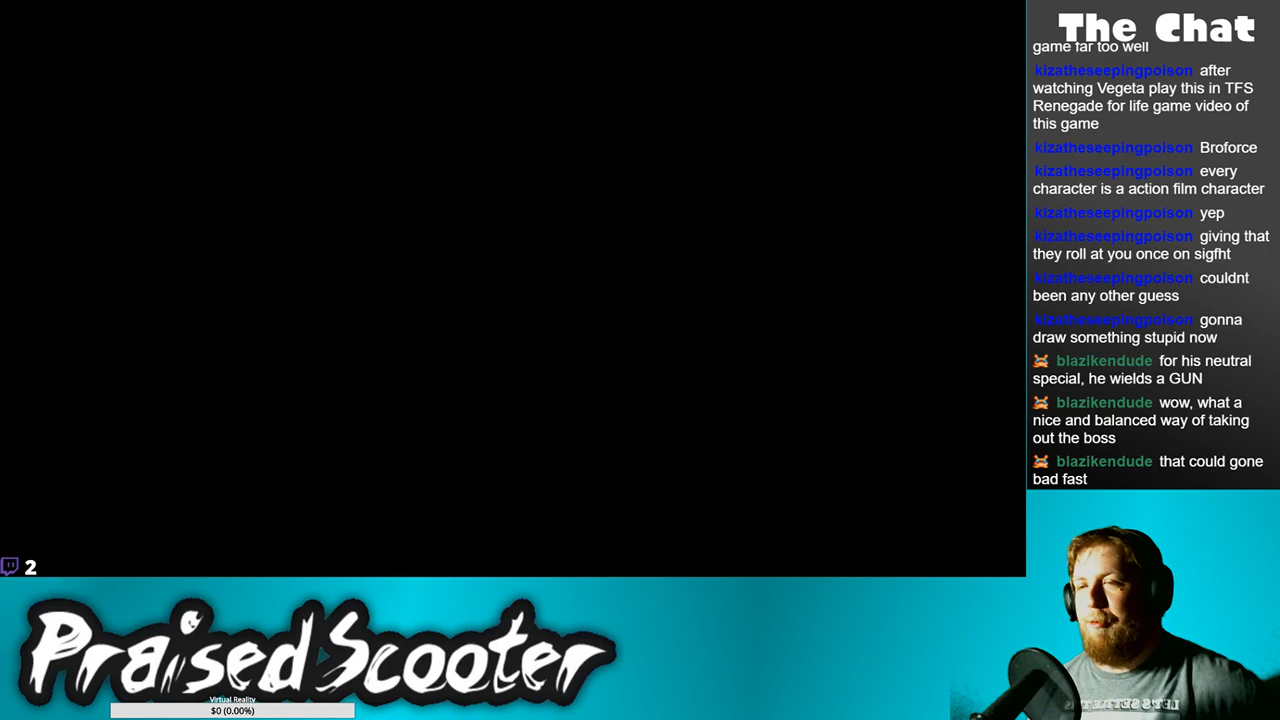 The Chat
game far too well
kizatheseepingpoison after
watching Vegeta play this in TFS
Renegade for life game video of
this game
kizatheseepingpoison Broforce
kizatheseepingpoison every
character is a action film character
kizatheseepingpoison yep
kizatheseepingpoison giving that
they roll at you once on sigfht
kizatheseepingpoison couldnt
been any other guess
kizatheseepingpoison gonna
draw something stupid now
blazikendude for his neutral
special, he wields a GUN
blazikendude wow, what a
nice and balanced way of taking
out the boss
blazikendude that could gone
bad fast
2
PraisedScooter
Virtual Reality
$0 (0.00%)